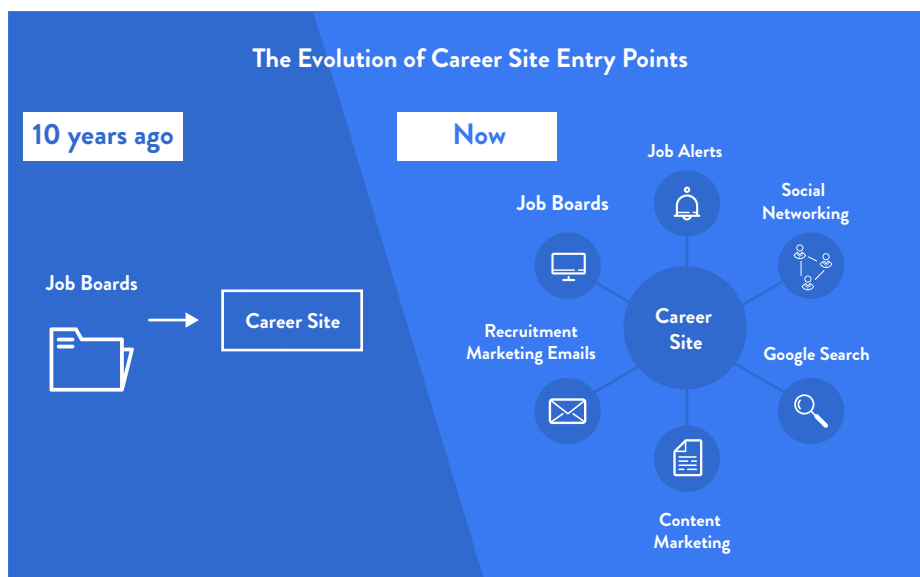 The Evolution of Career Site Entry Points
10 years ago
Job Boards
Career Site
Now
Job Alerts
Social
Networking
Job Boards
Career
Site
Recruitment
Marketing Emails
Google Search
Content
Marketing